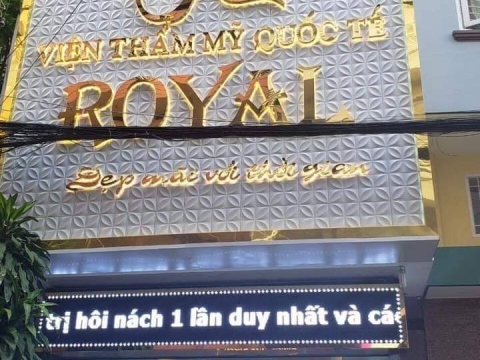 VIỆN THẨM MỸ QUỐC TẾ
ROYAL
Đẹp mãi với thời gian
trị hôi nách 1 lần duy nhất và các